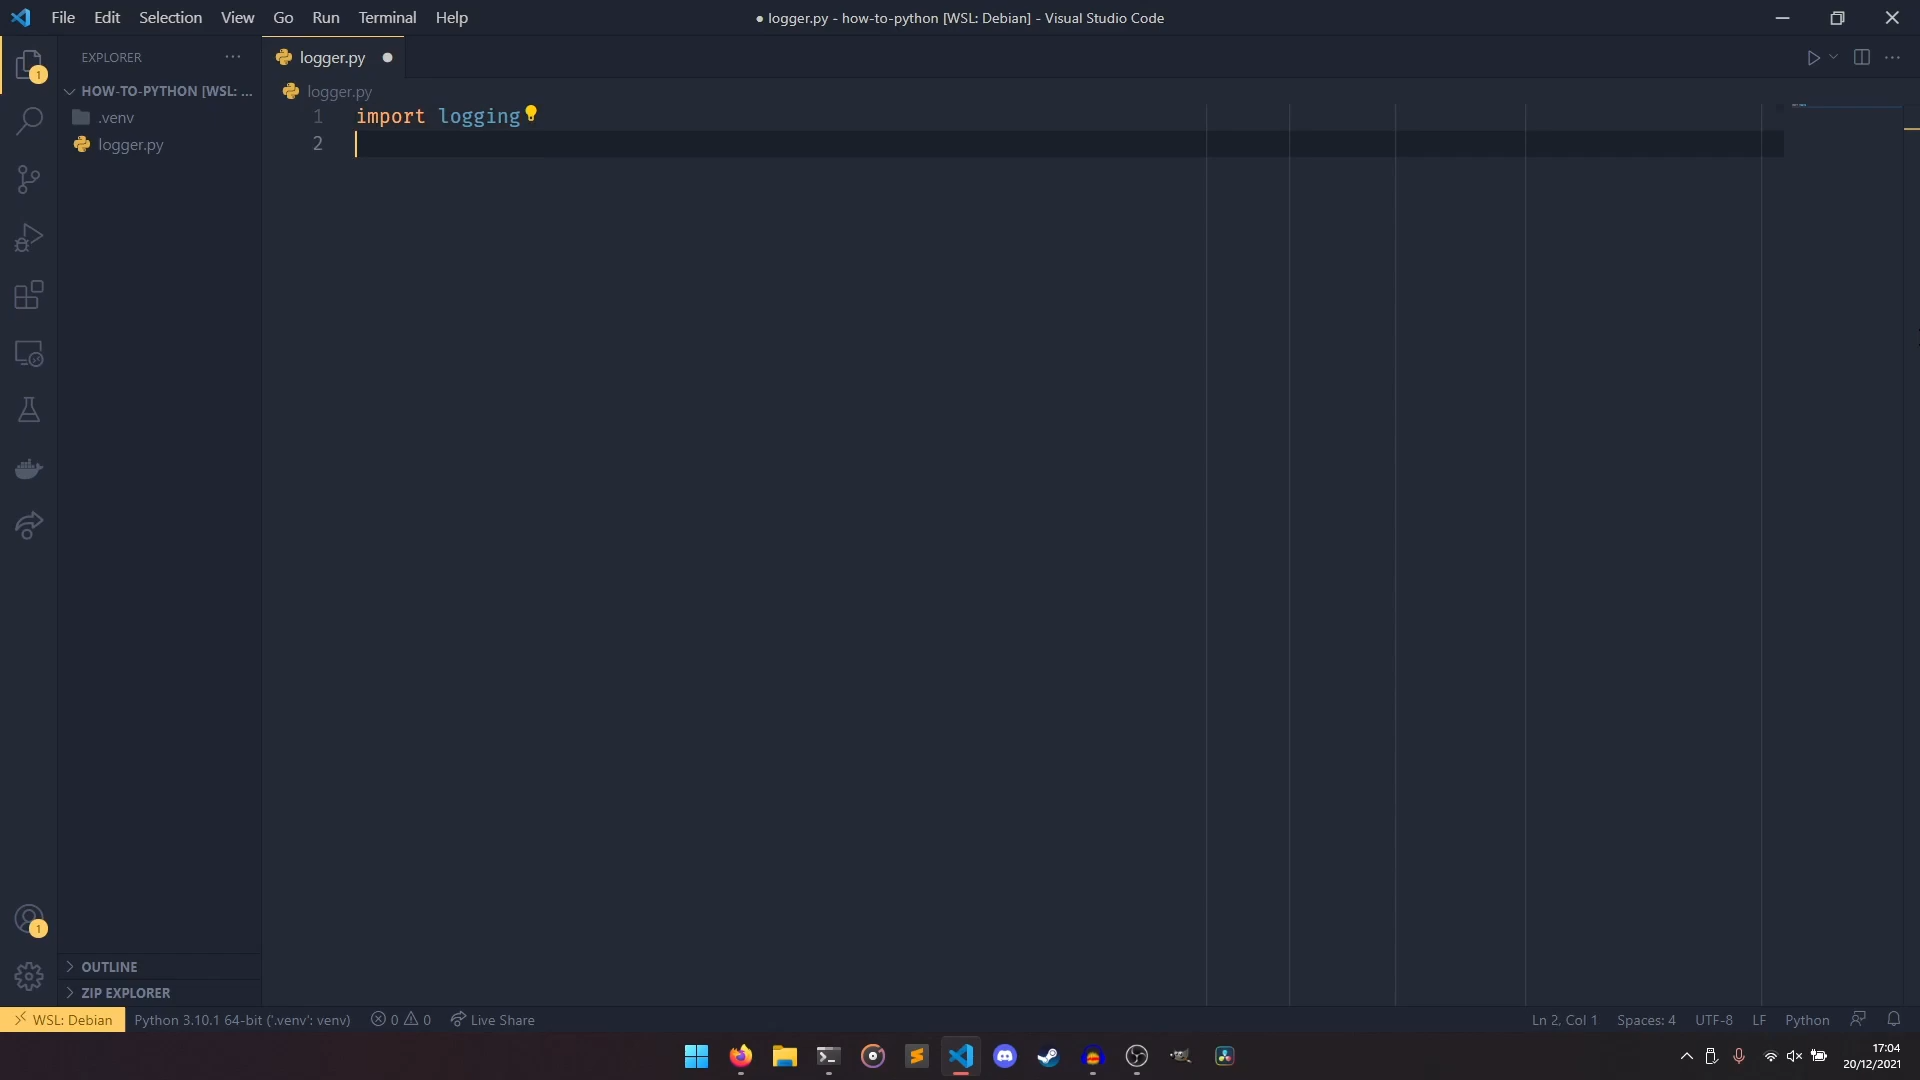 File Edit Selection View Go Run Terminal Help
● logger.py - how-to-python [WSL: Debian] - Visual Studio Code
EXPLORER
HOW-TO-PYTHON [WSL: ...
.venv
logger.py
logger.py
logger.py
1 import logging
2
1
1
OUTLINE
ZIP EXPLORER
WSL: Debian Python 3.10.1 64-bit ('.venv': venv) 0 0 Live Share
Ln 2, Col 1 Spaces: 4 UTF-8 LF Python
17:04
20/12/2021